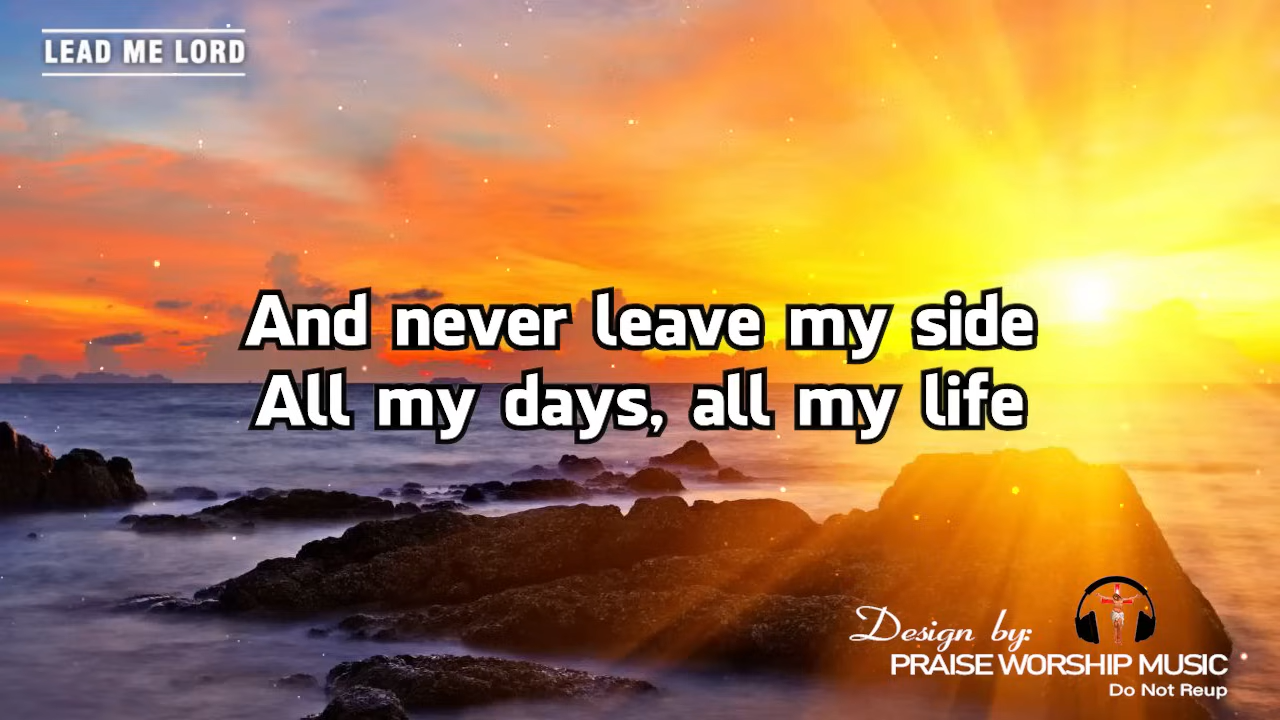 LEAD ME LORD
And never leave my side
All my days, all my life
Design by:
PRAISE WORSHIP MUSIC
Do Not Reup